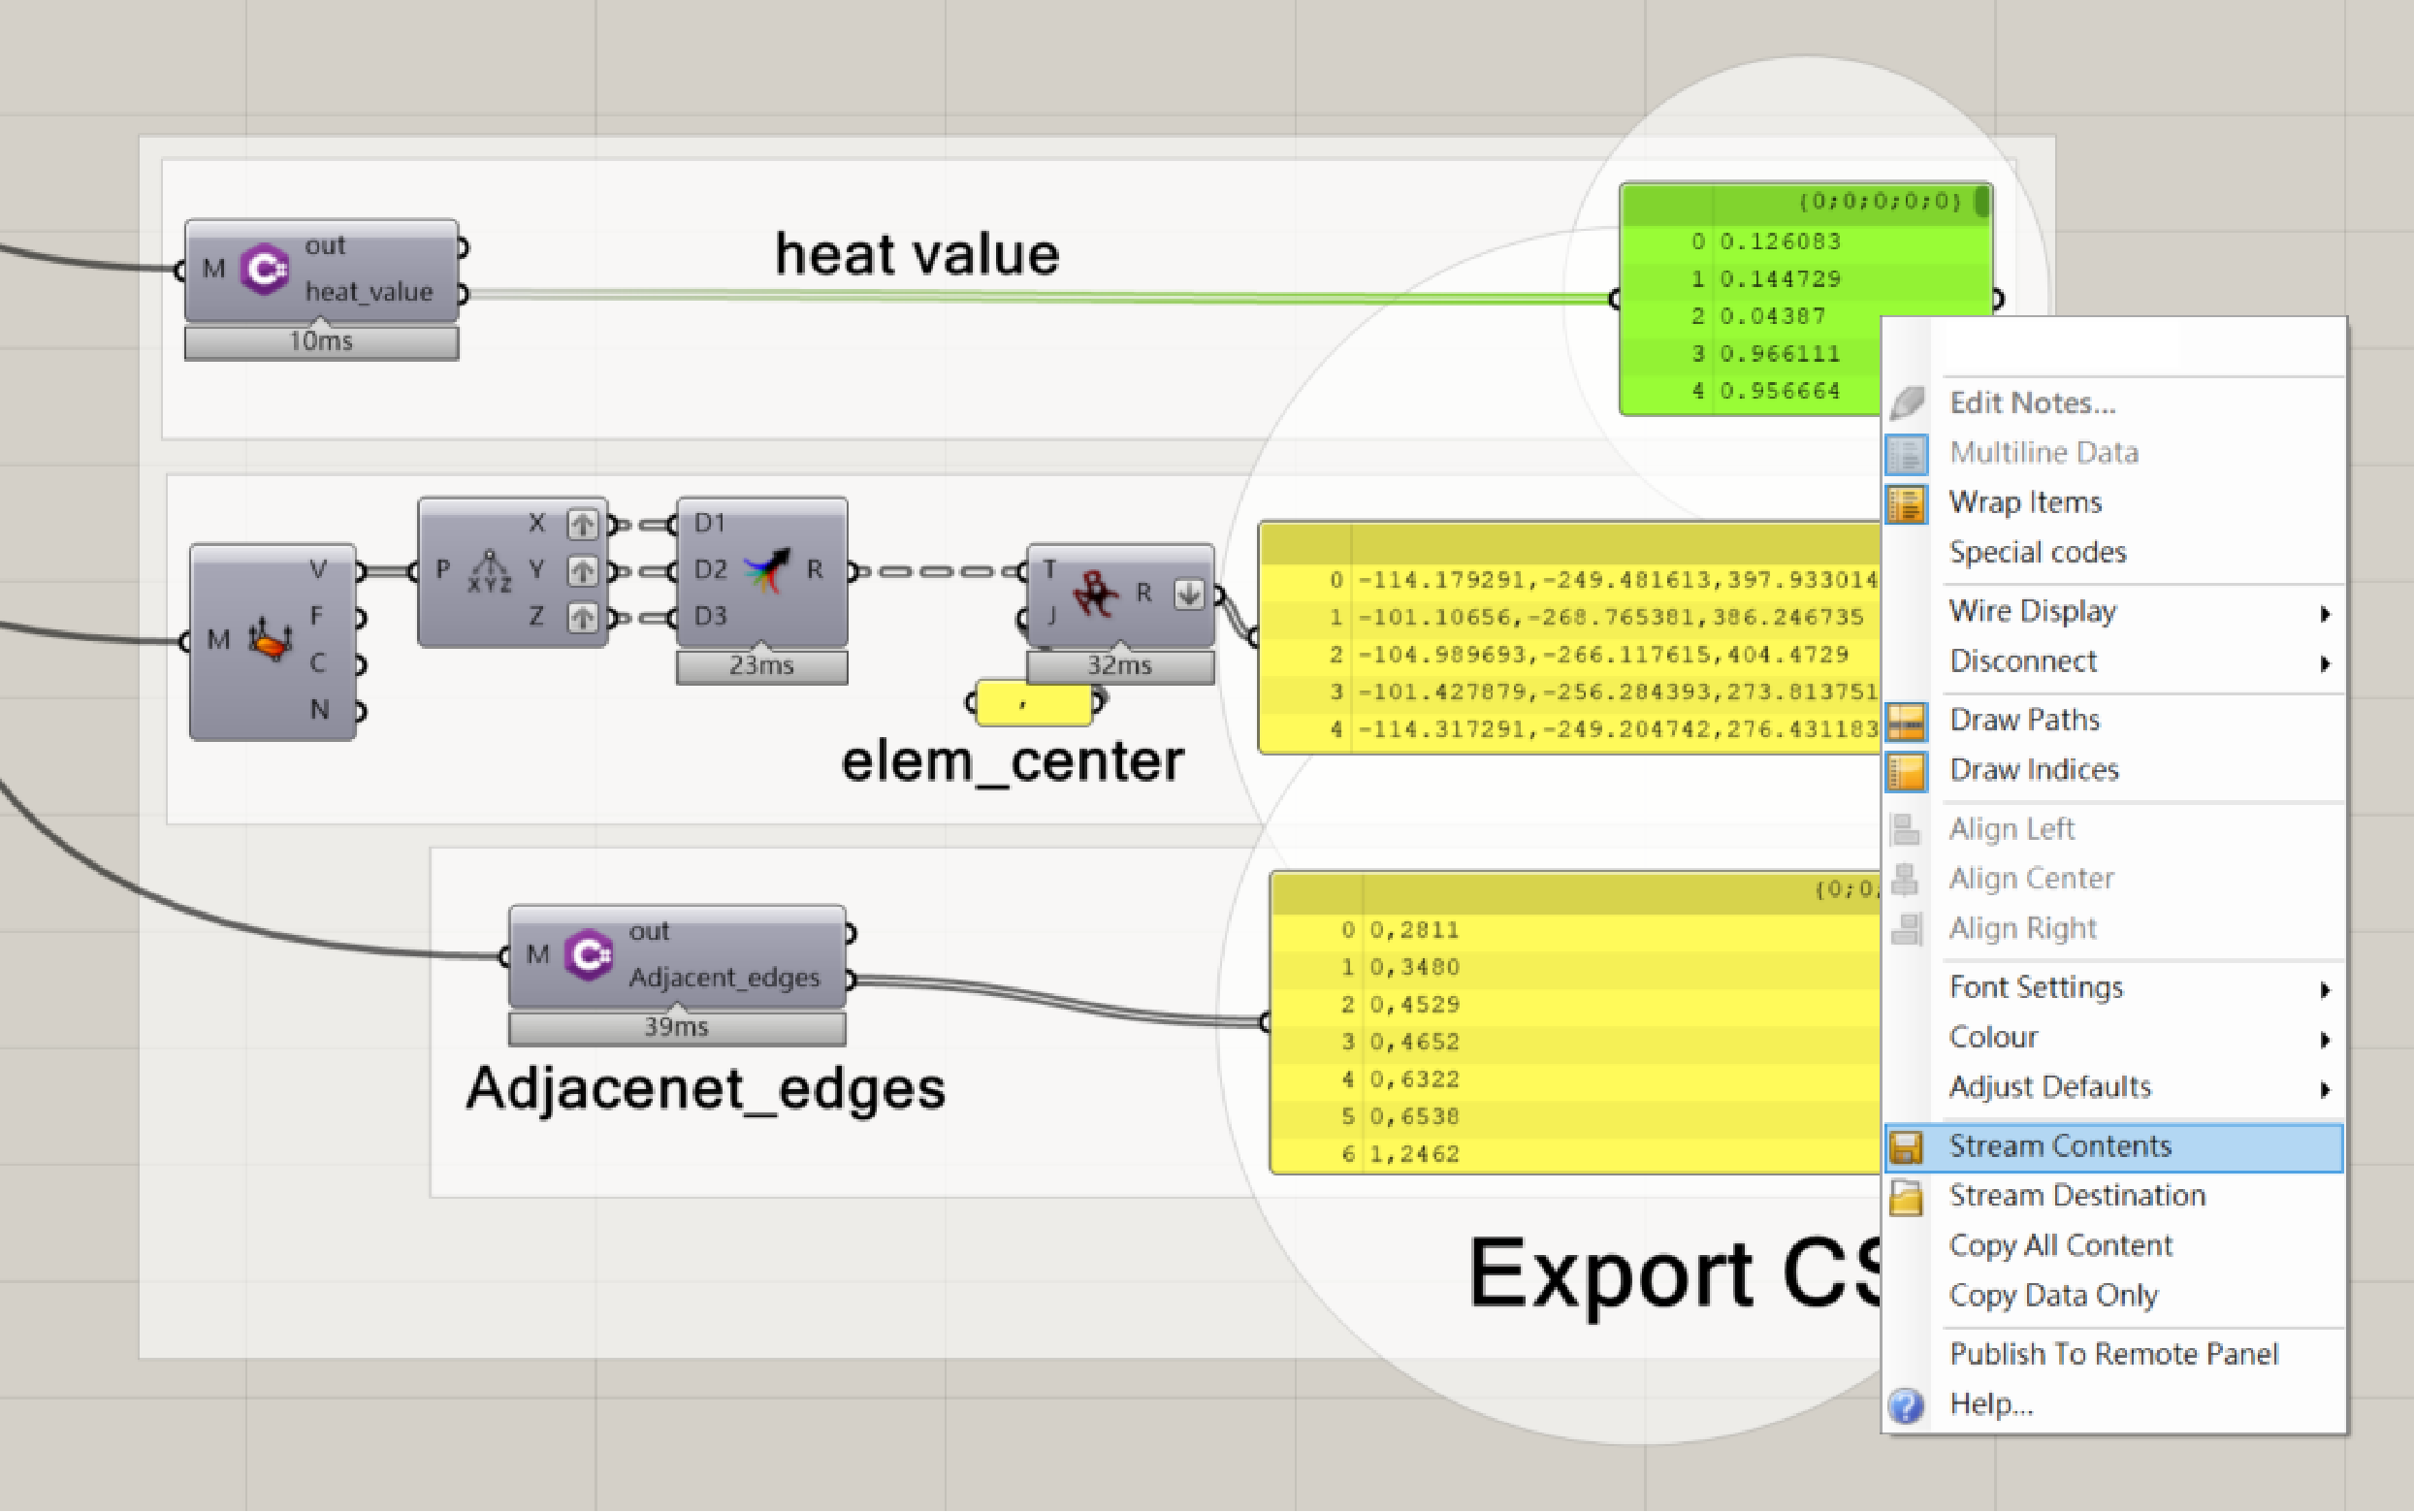 {0;0;0;0;0}
0 0.126083
1 0.144729
2 0.04387
3 0.966111
4 0.956664
M
out
heat_value
10ms
heat value
M
V
F
C
N
P
XYZ
X
Y
Z
D1
D2
D3
R
23ms
T
J
R
32ms
,
elem_center
0 -114.179291,-249.481613,397.933014
1 -101.10656,-268.765381,386.246735
2 -104.989693,-266.117615,404.4729
3 -101.427879,-256.284393,273.813751
4 -114.317291,-249.204742,276.431183
M
out
Adjacent_edges
39ms
Adjacenet_edges
{0;0;
0 0,2811
1 0,3480
2 0,4529
3 0,4652
4 0,6322
5 0,6538
6 1,2462
Export CS
Edit Notes...
Multiline Data
Wrap Items
Special codes
Wire Display
Disconnect
Draw Paths
Draw Indices
Align Left
Align Center
Align Right
Font Settings
Colour
Adjust Defaults
Stream Contents
Stream Destination
Copy All Content
Copy Data Only
Publish To Remote Panel
Help...